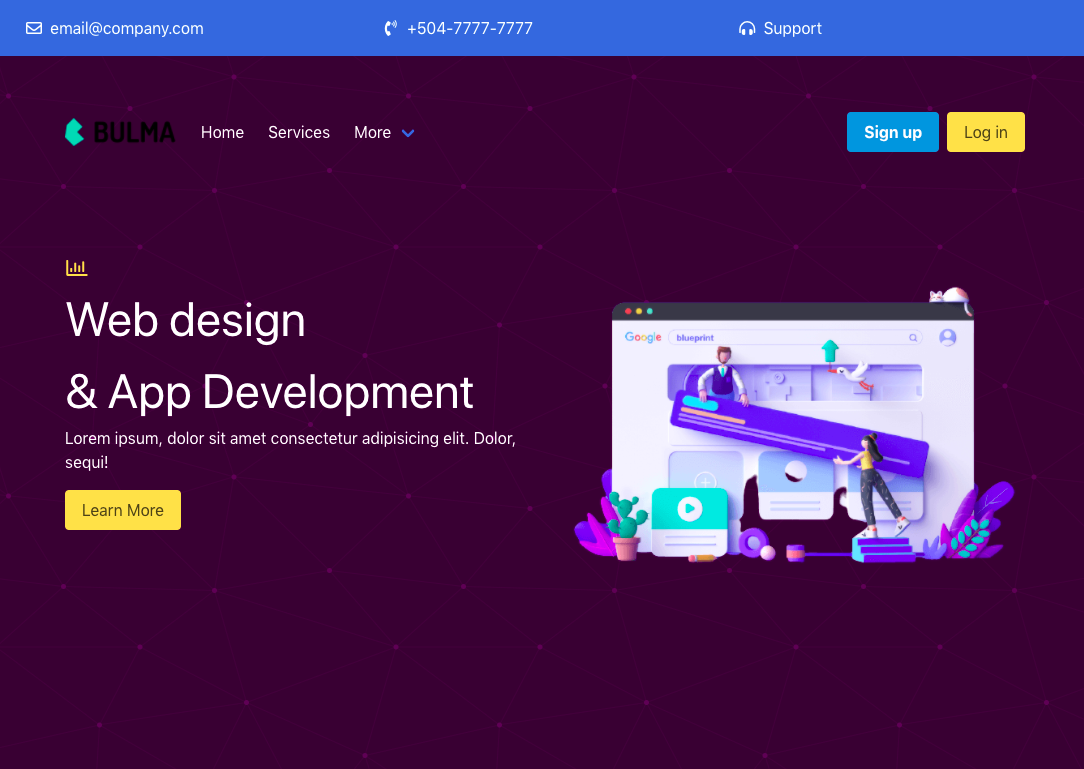 email@company.com
+504-7777-7777
Support
BULMA
Home
Services
More
Sign up
Log in
Web design
& App Development
Lorem ipsum, dolor sit amet consectetur adipisicing elit. Dolor,
sequi!
Learn More
Google
blueprint